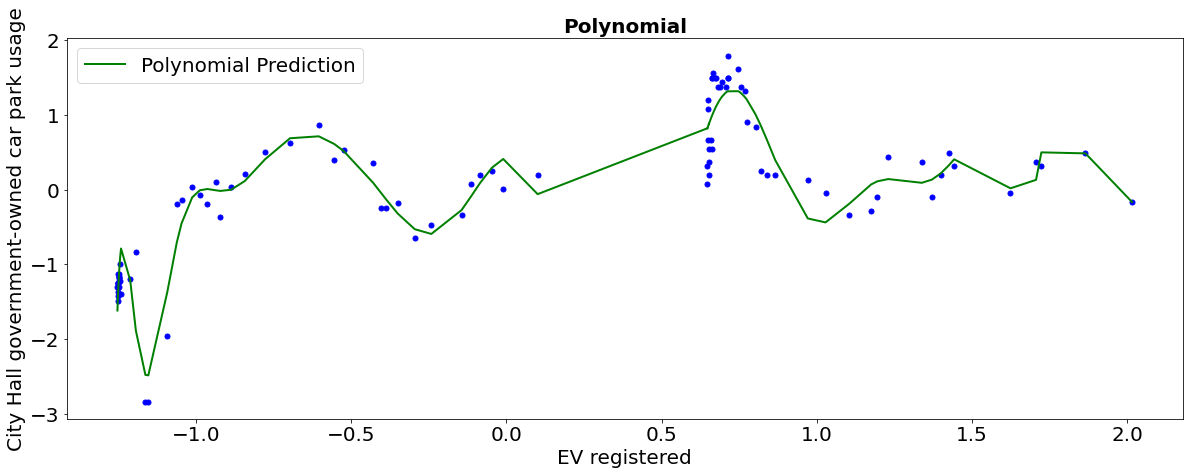 Polynomial
Polynomial Prediction
City Hall government-owned car park usage
2
1
0
−1
−2
−3
−1.0 −0.5 0.0 0.5 1.0 1.5 2.0
EV registered